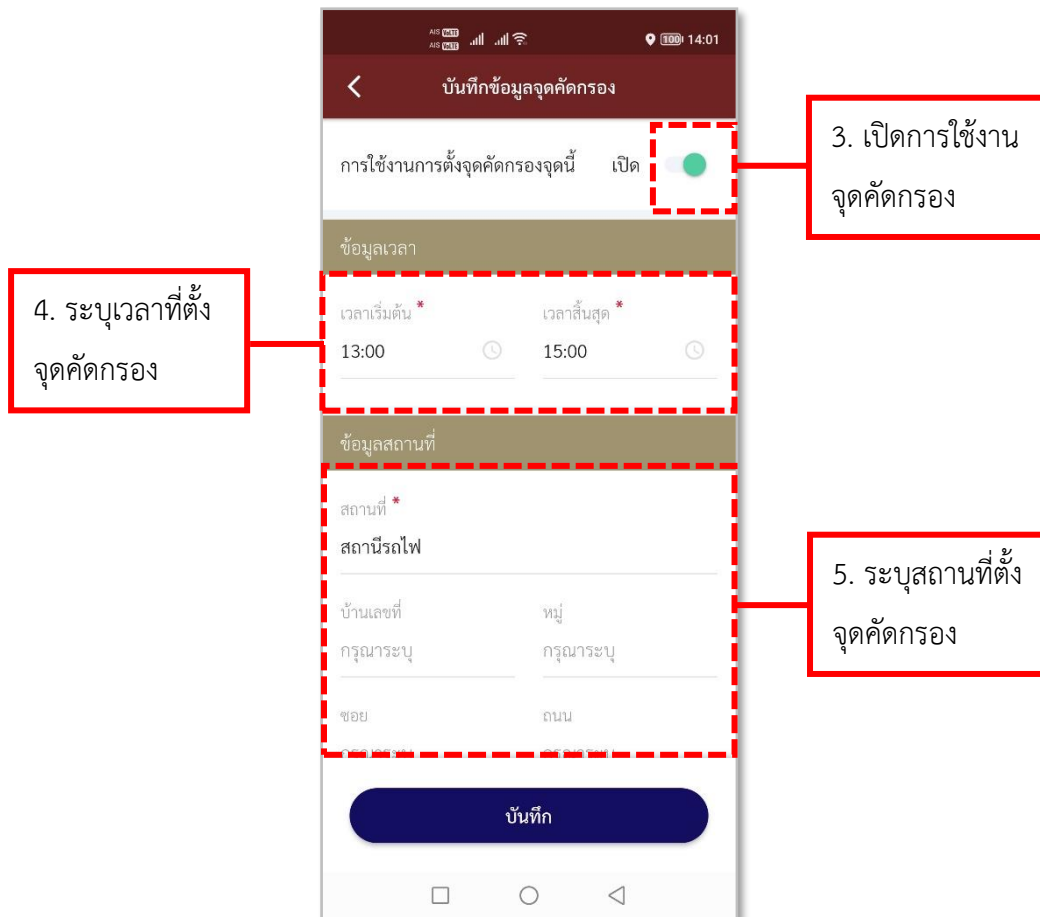 AIS VoLTE
AIS VoLTE
100 14:01
บันทึกข้อมูลจุดคัดกรอง
การใช้งานการตั้งจุดคัดกรองจุดนี้ เปิด
3. เปิดการใช้งาน
จุดคัดกรอง
ข้อมูลเวลา
4. ระบุเวลาที่ตั้ง
จุดคัดกรอง
เวลาเริ่มต้น * เวลาสิ้นสุด *
13:00 15:00
ข้อมูลสถานที่
สถานที่ *
สถานีรถไฟ
5. ระบุสถานที่ตั้ง
จุดคัดกรอง
บ้านเลขที่ หมู่
กรุณาระบุ กรุณาระบุ
ซอย ถนน
บันทึก